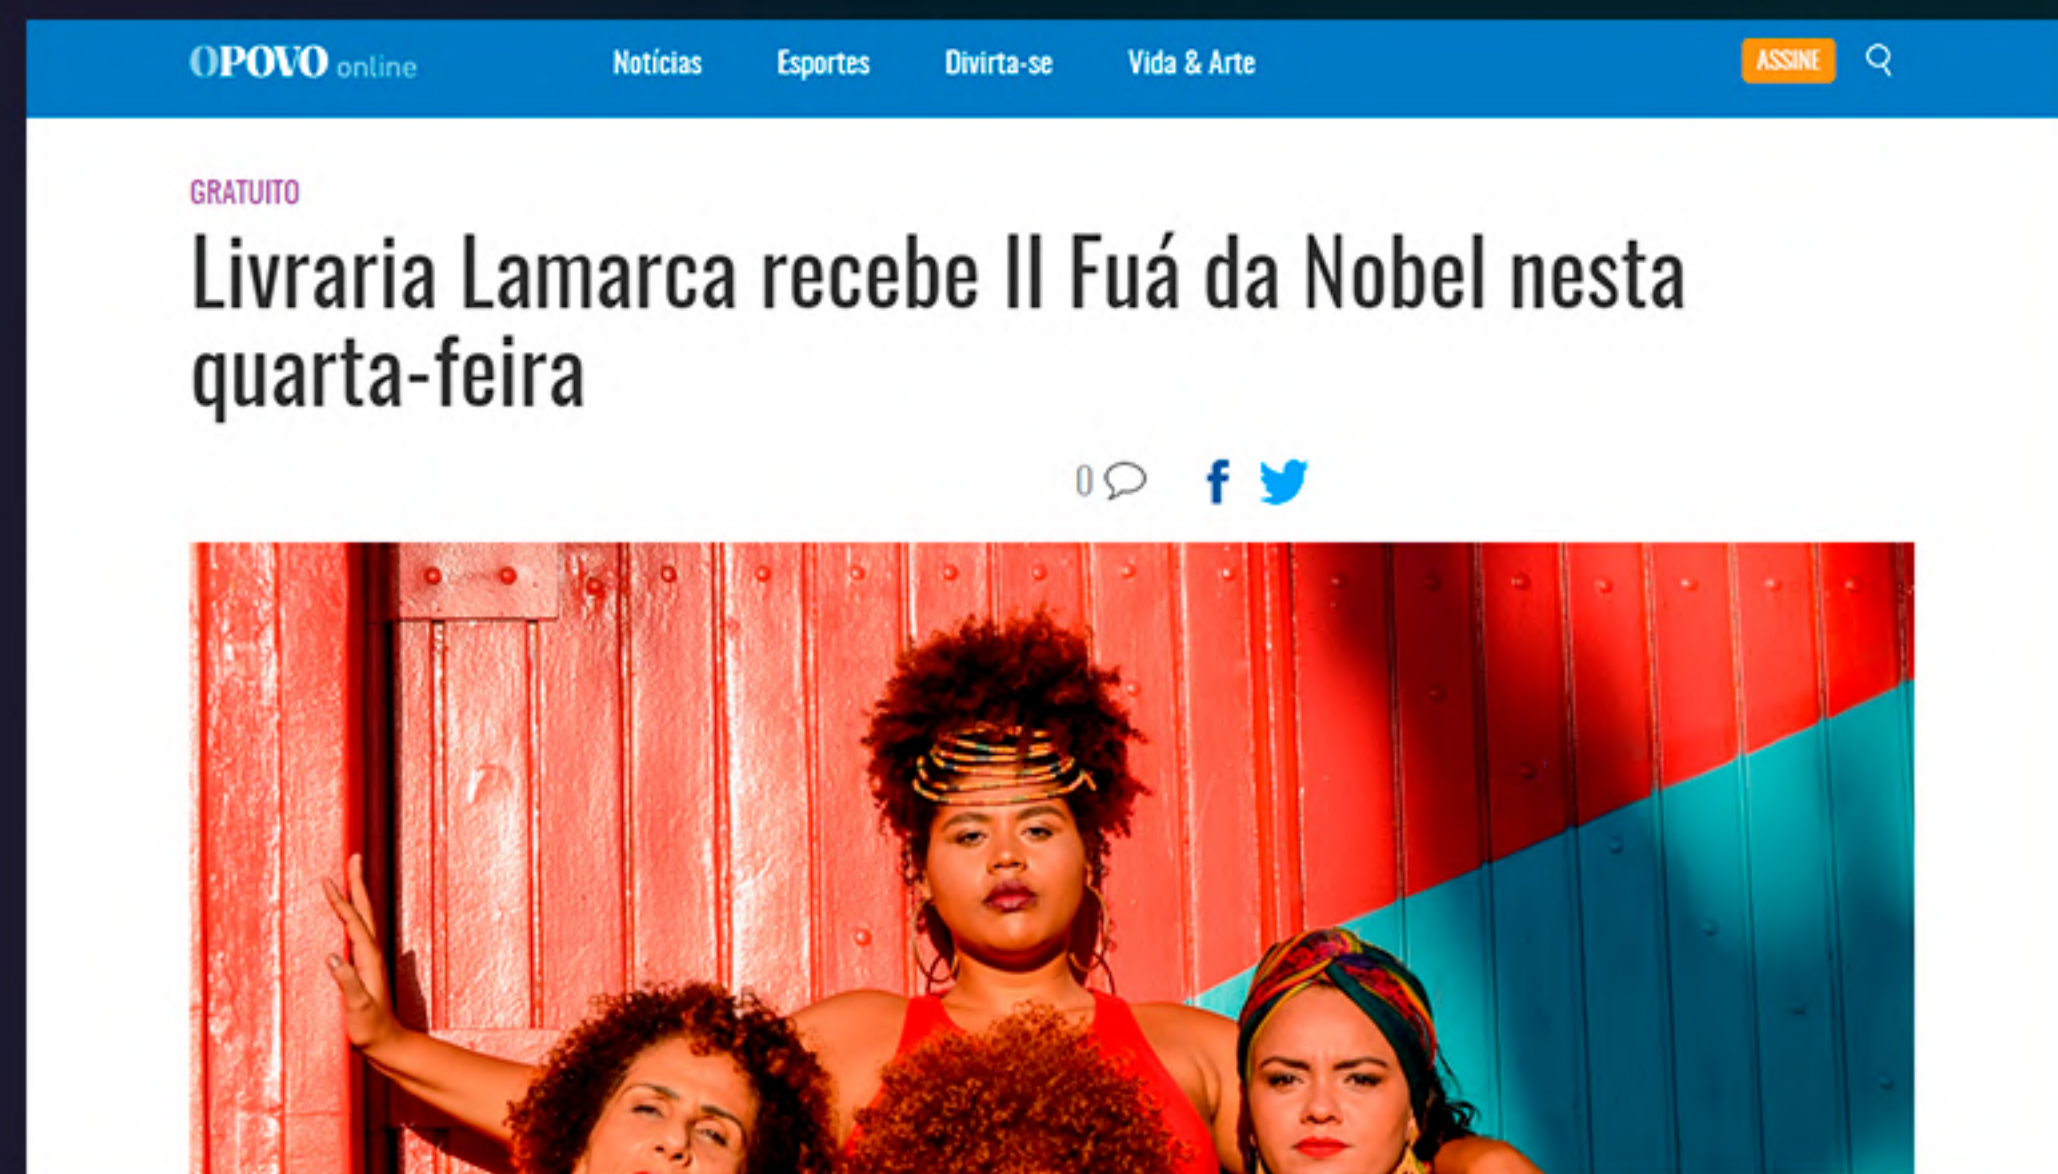 OPOVO online
Notícias Esportes Divirta-se Vida & Arte
ASSINE
GRATUITO
Livraria Lamarca recebe II Fuá da Nobel nesta
quarta-feira
0